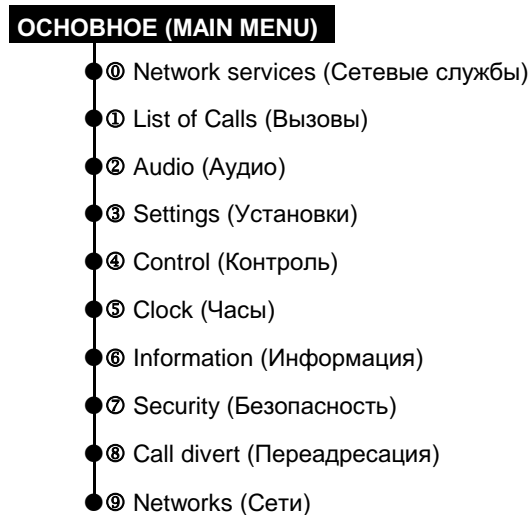 ОСНОВНОЕ (MAIN MENU)
⓪ Network services (Сетевые службы)
① List of Calls (Вызовы)
② Audio (Аудио)
③ Settings (Установки)
④ Control (Контроль)
⑤ Clock (Часы)
⑥ Information (Информация)
⑦ Security (Безопасность)
⑧ Call divert (Переадресация)
⑨ Networks (Сети)